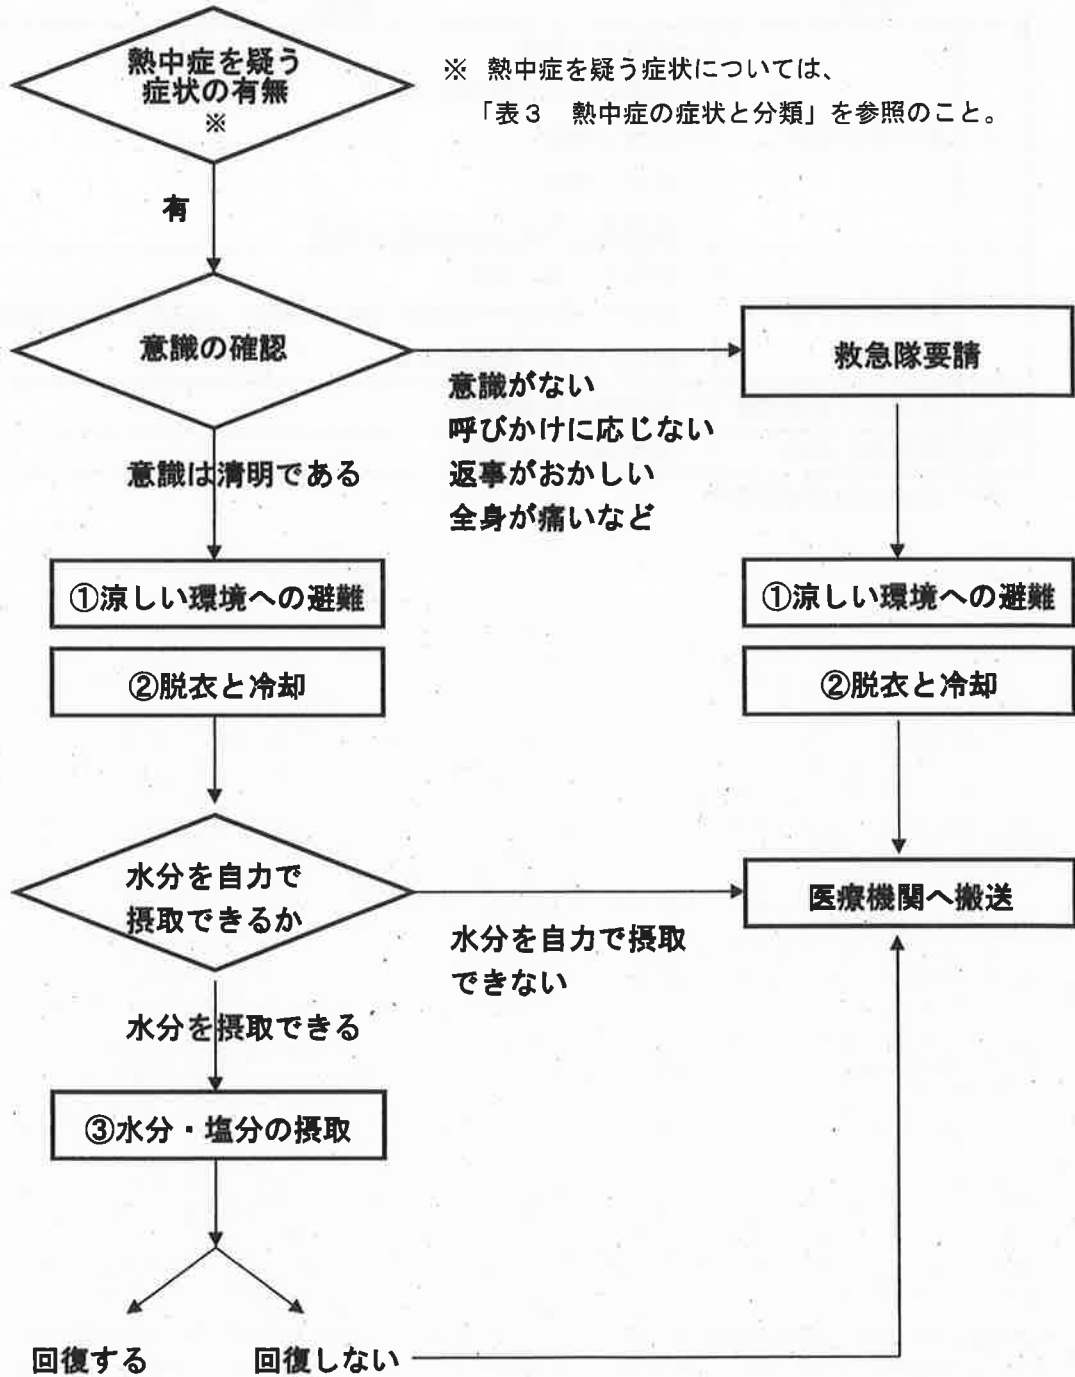 熱中症を疑う
症状の有無
※
※ 熱中症を疑う症状については、
「表３　熱中症の症状と分類」を参照のこと。
有
意識の確認
救急隊要請
意識がない
呼びかけに応じない
返事がおかしい
全身が痛いなど
意識は清明である
①涼しい環境への避難
①涼しい環境への避難
②脱衣と冷却
②脱衣と冷却
水分を自力で
摂取できるか
医療機関へ搬送
水分を自力で摂取
できない
水分を摂取できる
③水分・塩分の摂取
回復する
回復しない